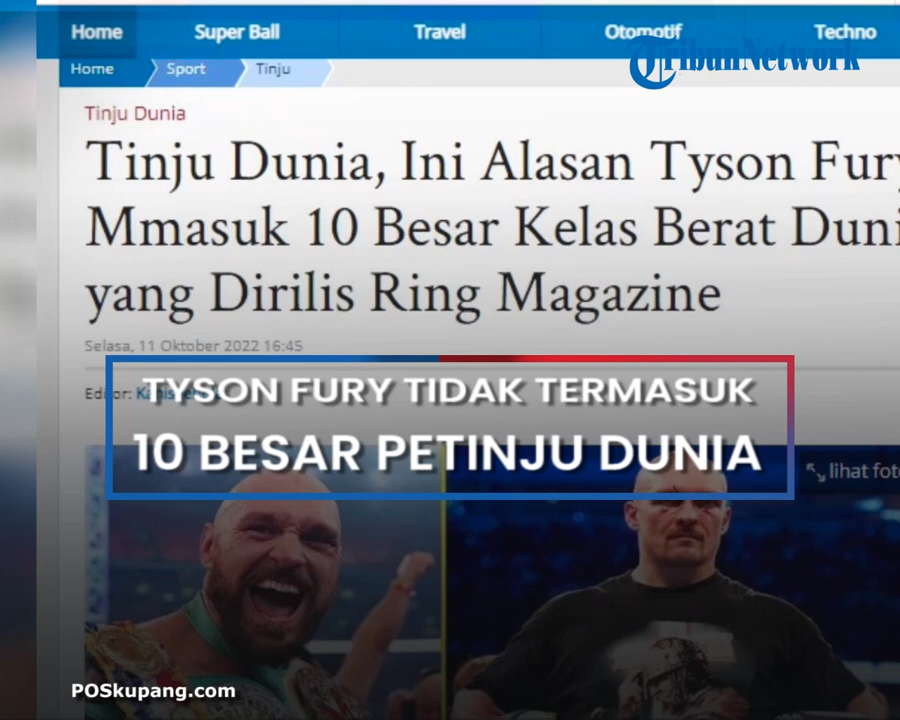 Home Super Ball Travel Otomotif Techno
TribunNetwork
Home Sport Tinju
Tinju Dunia
Tinju Dunia, Ini Alasan Tyson Fury
Mmasuk 10 Besar Kelas Berat Duni
yang Dirilis Ring Magazine
Selasa, 11 Oktober 2022 16:45
Editor:
TYSON FURY TIDAK TERMASUK
10 BESAR PETINJU DUNIA
lihat foto
POSkupang.com